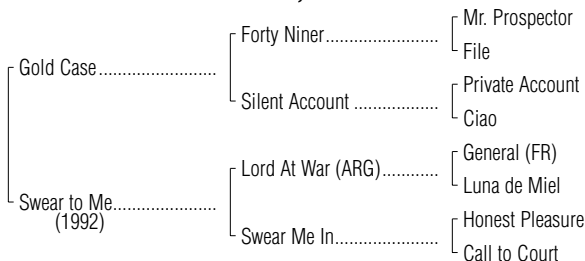 Mr. Prospector
Forty Niner........................
File
Gold Case.........................
Private Account
Silent Account ..................
Ciao
General (FR)
Lord At War (ARG)............
Luna de Miel
Swear to Me......................
(1992)
Honest Pleasure
Swear Me In......................
Call to Court